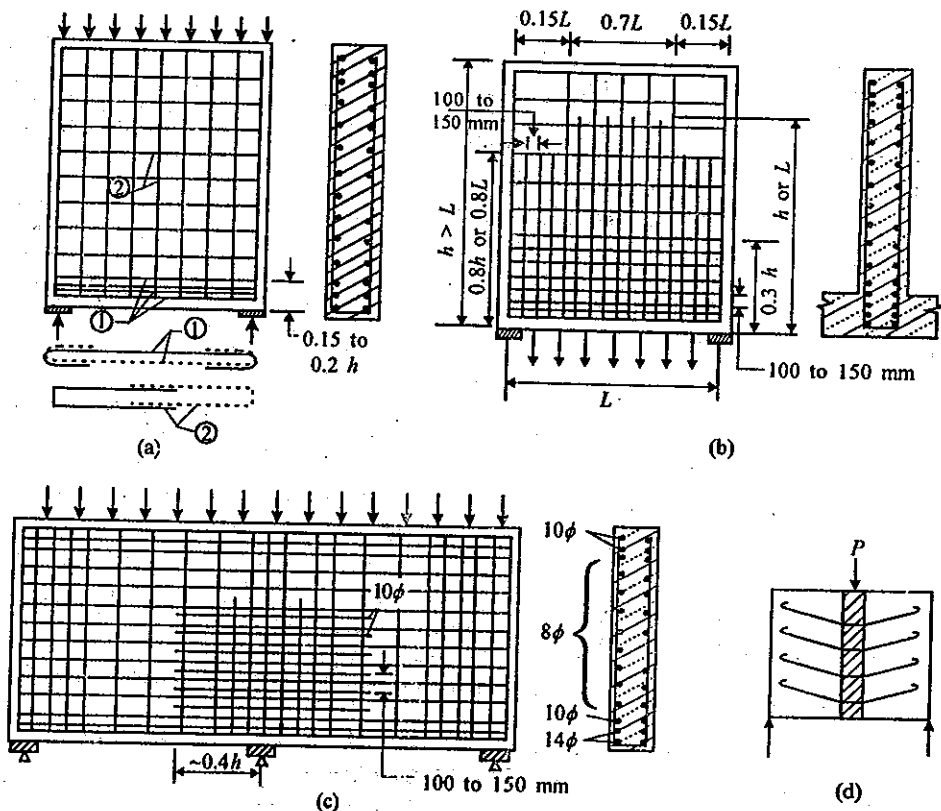 ②
①
①
0.15 to
0.2 h
②
(a)
0.15L
0.7L
0.15L
100 to
150 mm
h > L
0.8h or 0.8L
h or L
0.3 h
100 to 150 mm
L
(b)
10ϕ
~0.4h
100 to 150 mm
10ϕ
8ϕ
10ϕ
14ϕ
(c)
P
(d)